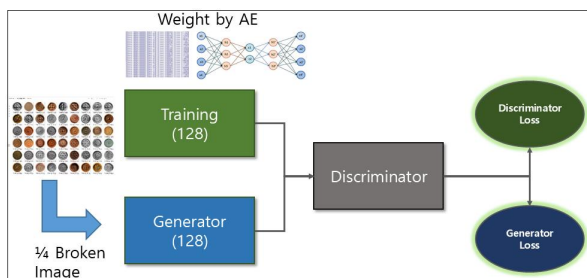 Weight by AE
Training
(128)
Discriminator
Loss
Discriminator
Generator
(128)
Generator
Loss
¼ Broken
Image